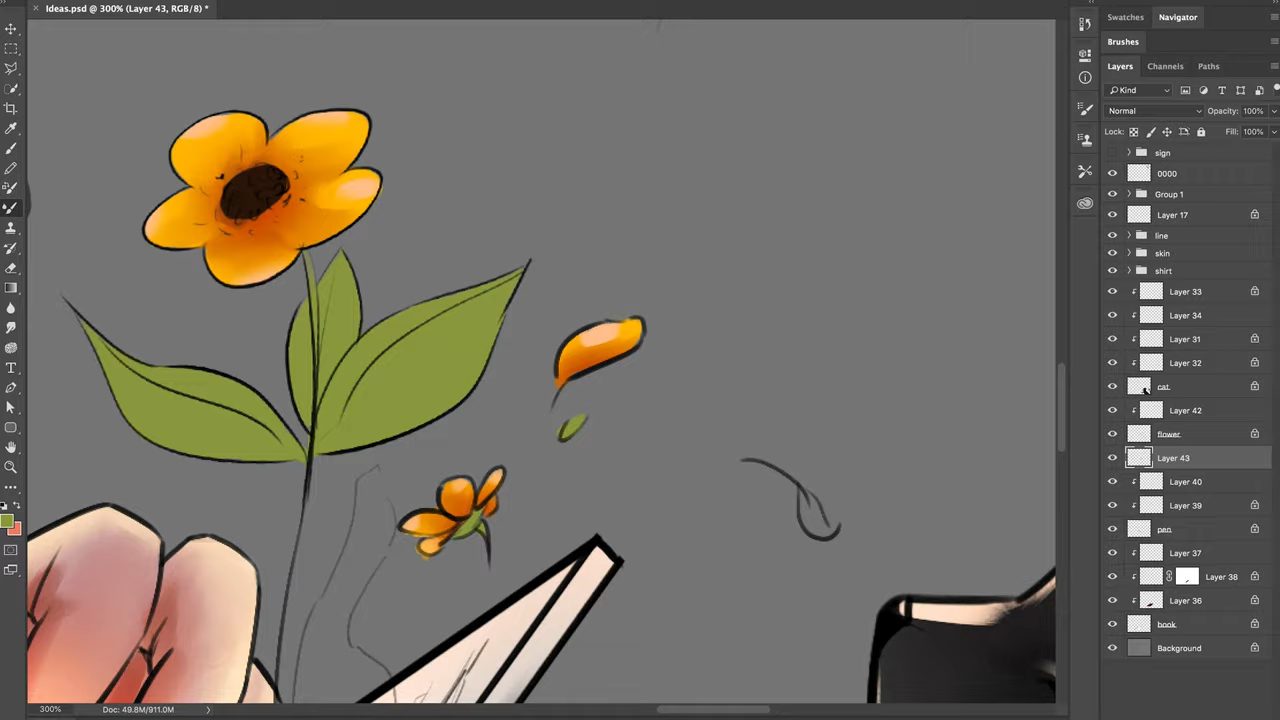 Ideas.psd @ 300% (Layer 43, RGB/8) *
Swatches Navigator
Brushes
Layers Channels Paths
Kind
Normal Opacity: 100%
Lock: Fill: 100%
sign
0000
Group 1
Layer 17
line
skin
shirt
Layer 33
Layer 34
Layer 31
Layer 32
cat
Layer 42
flower
Layer 43
Layer 40
Layer 39
pen
Layer 37
Layer 38
Layer 36
book
Background
300% Doc: 49.8M/911.0M